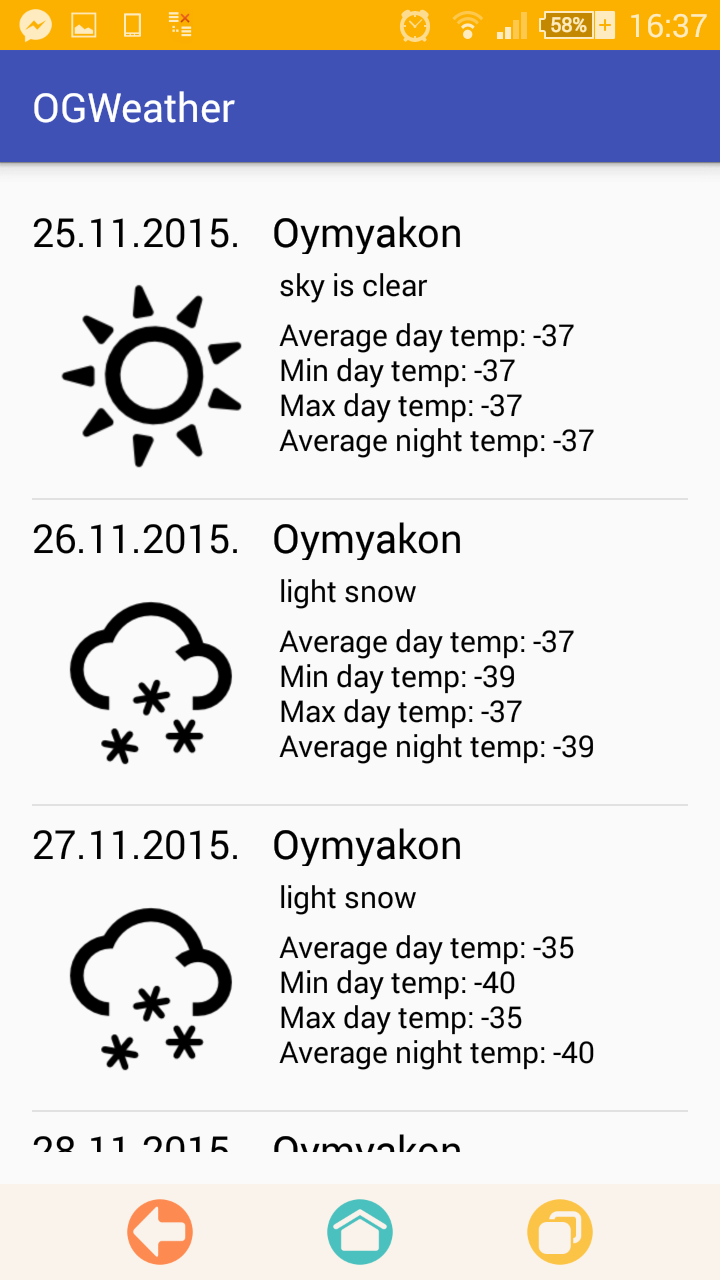 58% 16:37
OGWeather
25.11.2015. Oymyakon
sky is clear
Average day temp: -37
Min day temp: -37
Max day temp: -37
Average night temp: -37
26.11.2015. Oymyakon
light snow
Average day temp: -37
Min day temp: -39
Max day temp: -37
Average night temp: -39
27.11.2015. Oymyakon
light snow
Average day temp: -35
Min day temp: -40
Max day temp: -35
Average night temp: -40
28.11.2015. Oymyakon